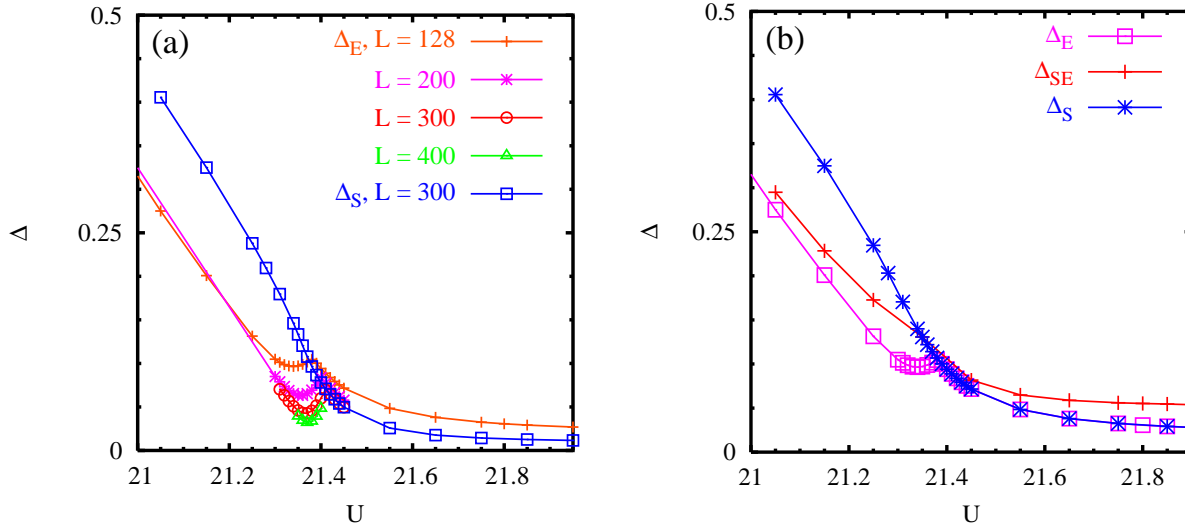 (a)
Δ_E, L = 128
L = 200
L = 300
L = 400
Δ_S, L = 300
0.5
0.25
0
Δ
21
21.2
21.4
21.6
21.8
U
(b)
Δ_E
Δ_SE
Δ_S
0.5
0.25
0
Δ
21
21.2
21.4
21.6
21.8
U